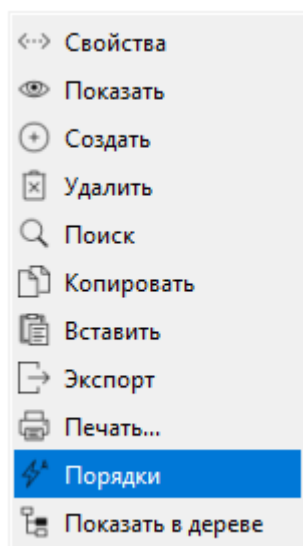 Свойства
Показать
Создать
Удалить
Поиск
Копировать
Вставить
Экспорт
Печать...
Порядки
Показать в дереве